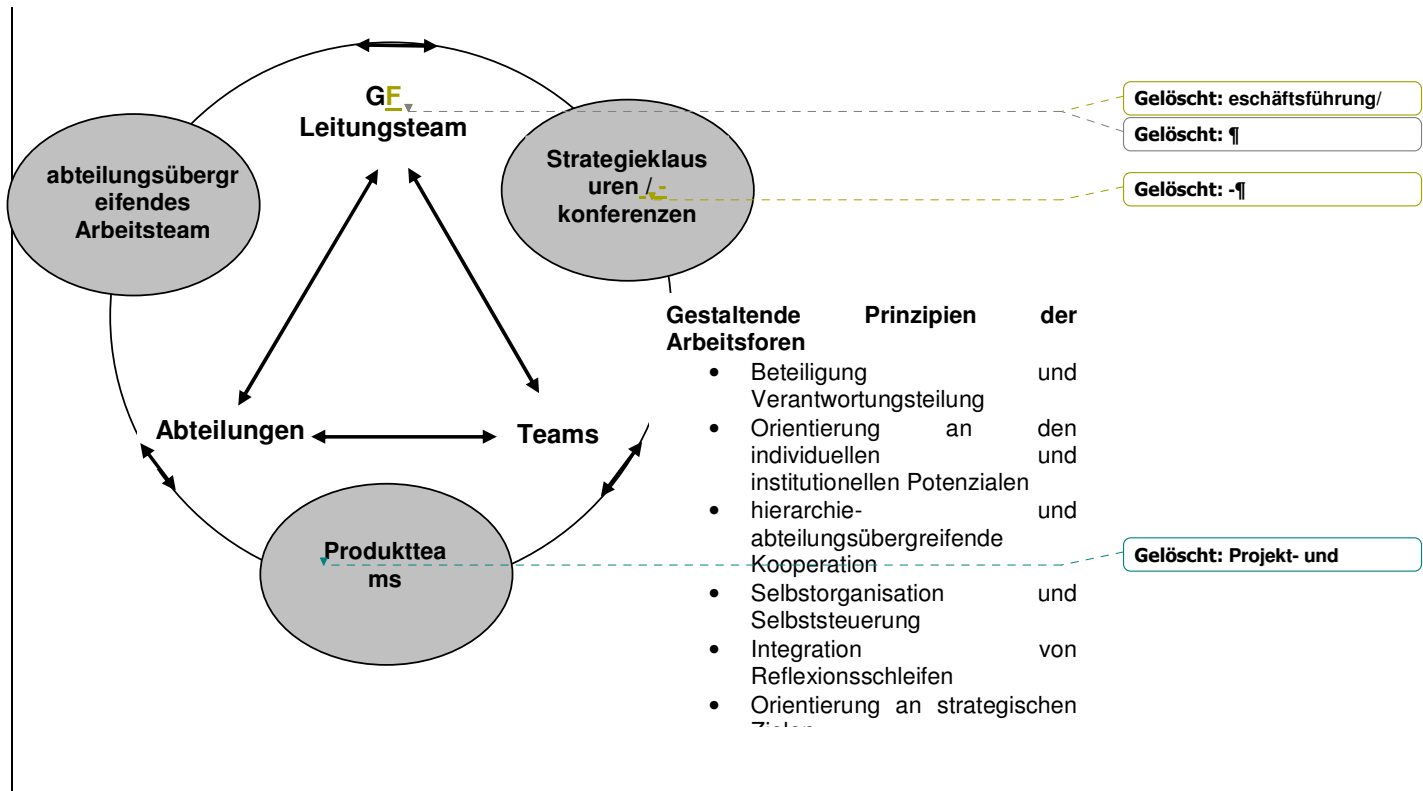 GF
Leitungsteam
abteilungsübergr
eifendes
Arbeitsteam
Strategieklaus
uren / -
konferenzen
Abteilungen
Teams
Produkttea
ms
Gestaltende Prinzipien der
Arbeitsforen
• Beteiligung und
Verantwortungsteilung
• Orientierung an den
individuellen und
institutionellen Potenzialen
• hierarchie- und
abteilungsübergreifende
Kooperation
• Selbstorganisation und
Selbststeuerung
• Integration von
Reflexionsschleifen
• Orientierung an strategischen
Gelöscht: eschäftsführung/
Gelöscht: ¶
Gelöscht: -¶
Gelöscht: Projekt- und